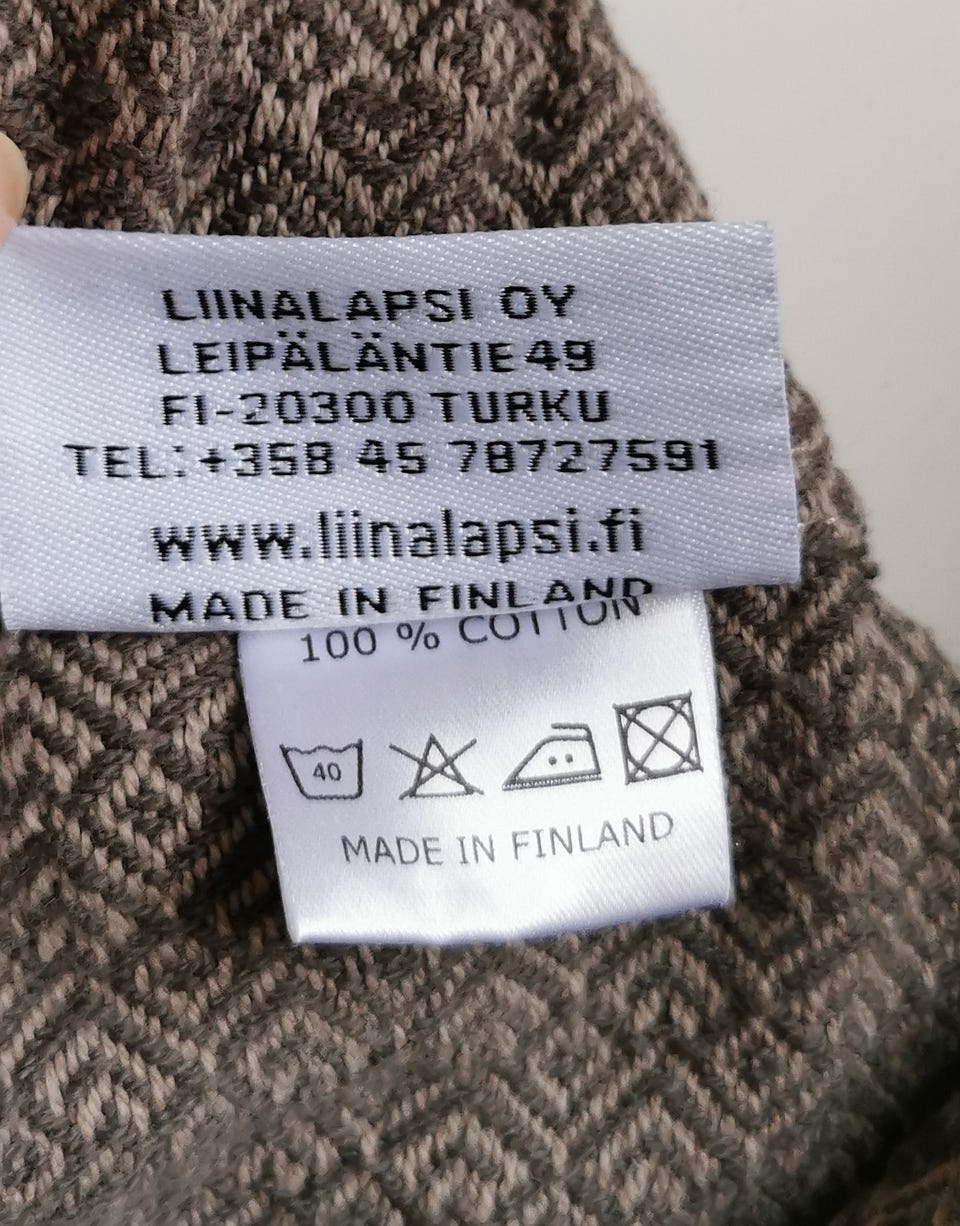 LIINALAPSI OY
LEIPÄLÄNTIE 49
FI-20300 TURKU
TEL:+358 45 78727591
www.liinalapsi.fi
MADE IN FINLAND
100 % COTTON
40
MADE IN FINLAND